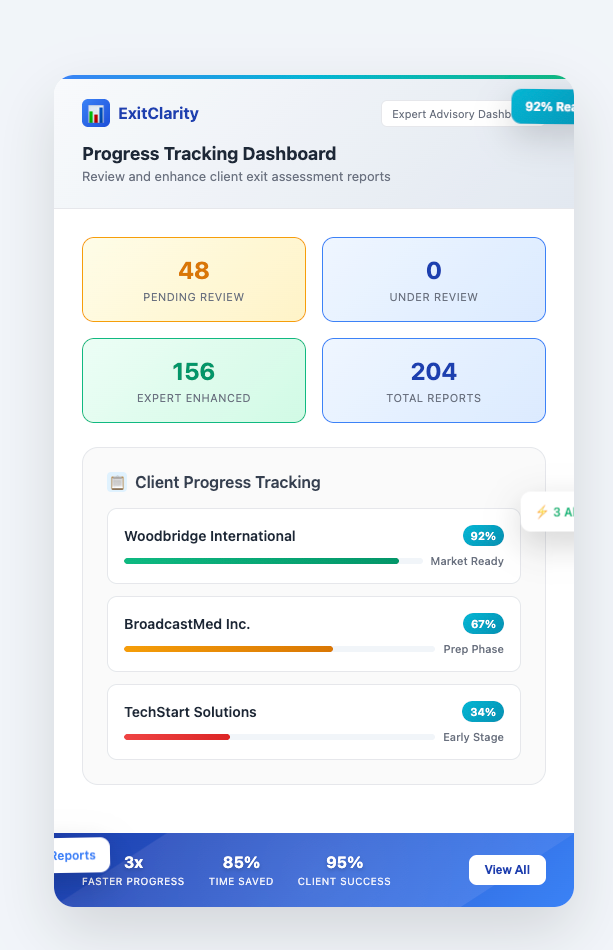 ExitClarity
Expert Advisory
92%
Progress Tracking Dashboard
Review and enhance client exit assessment reports
48
PENDING REVIEW
0
UNDER REVIEW
156
EXPERT ENHANCED
204
TOTAL REPORTS
Client Progress Tracking
⚡ 3
Woodbridge International
92%
Market Ready
BroadcastMed Inc.
67%
Prep Phase
TechStart Solutions
34%
Early Stage
Reports
3x
FASTER PROGRESS
85%
TIME SAVED
95%
CLIENT SUCCESS
View All